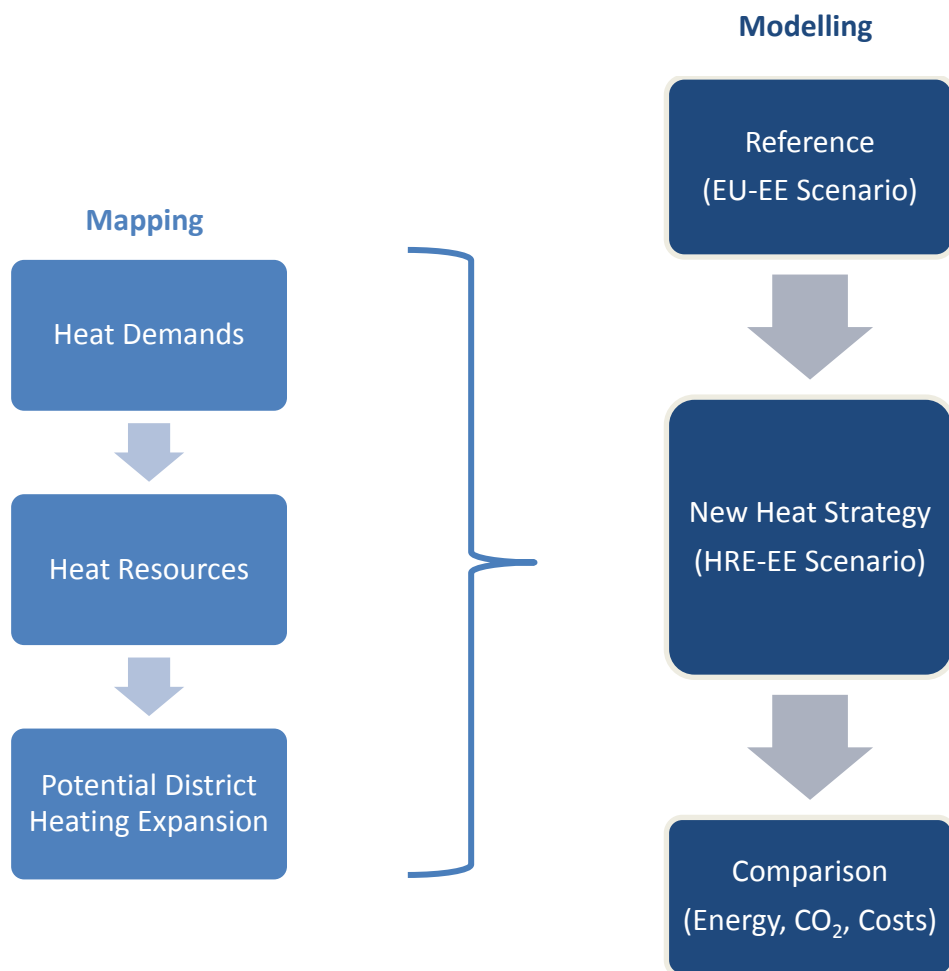 Mapping
Heat Demands
Heat Resources
Potential District
Heating Expansion
Modelling
Reference
(EU-EE Scenario)
New Heat Strategy
(HRE-EE Scenario)
Comparison
(Energy, CO₂, Costs)